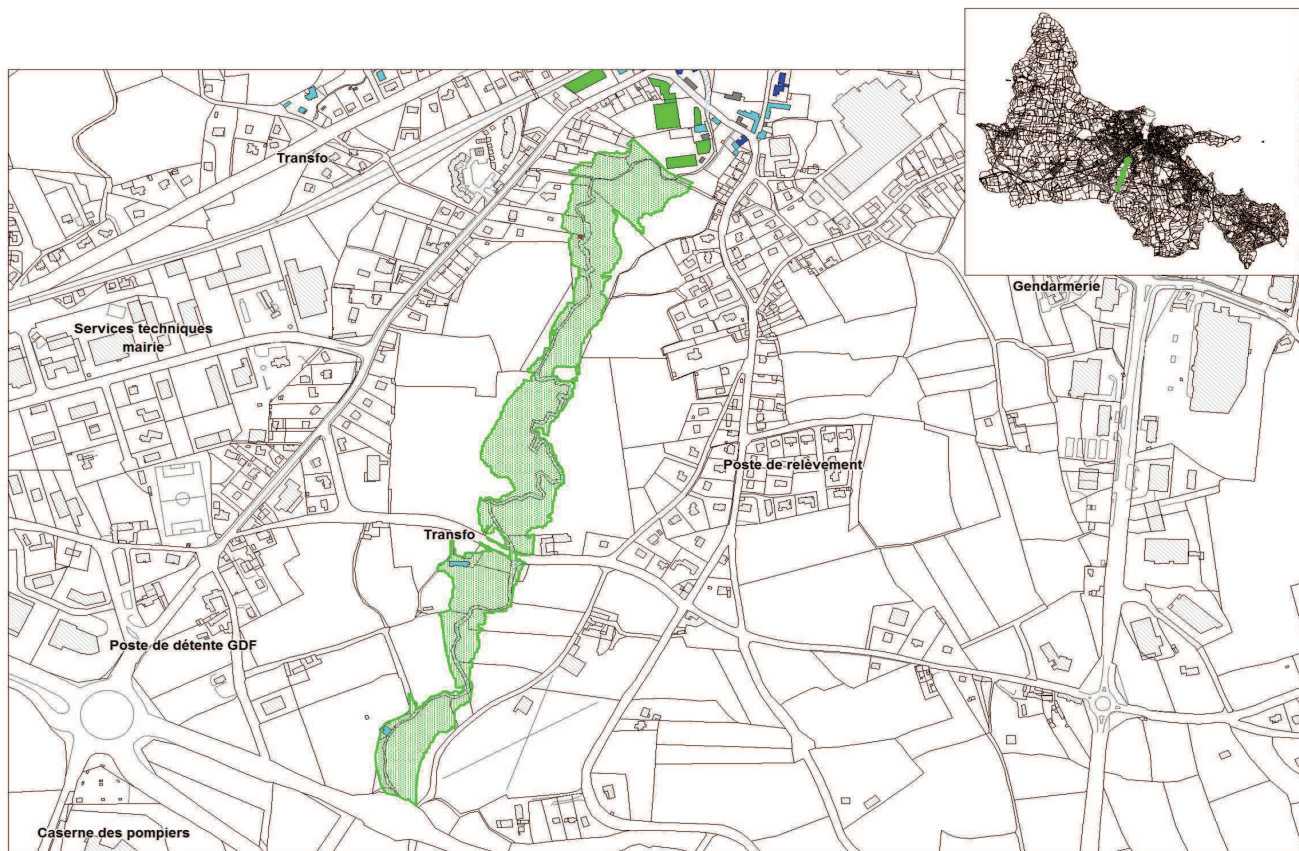 Transfo
Gendarmerie
Services techniques
mairie
Poste de relèvement
Transfo
Poste de détente GDF
Caserne des pompiers